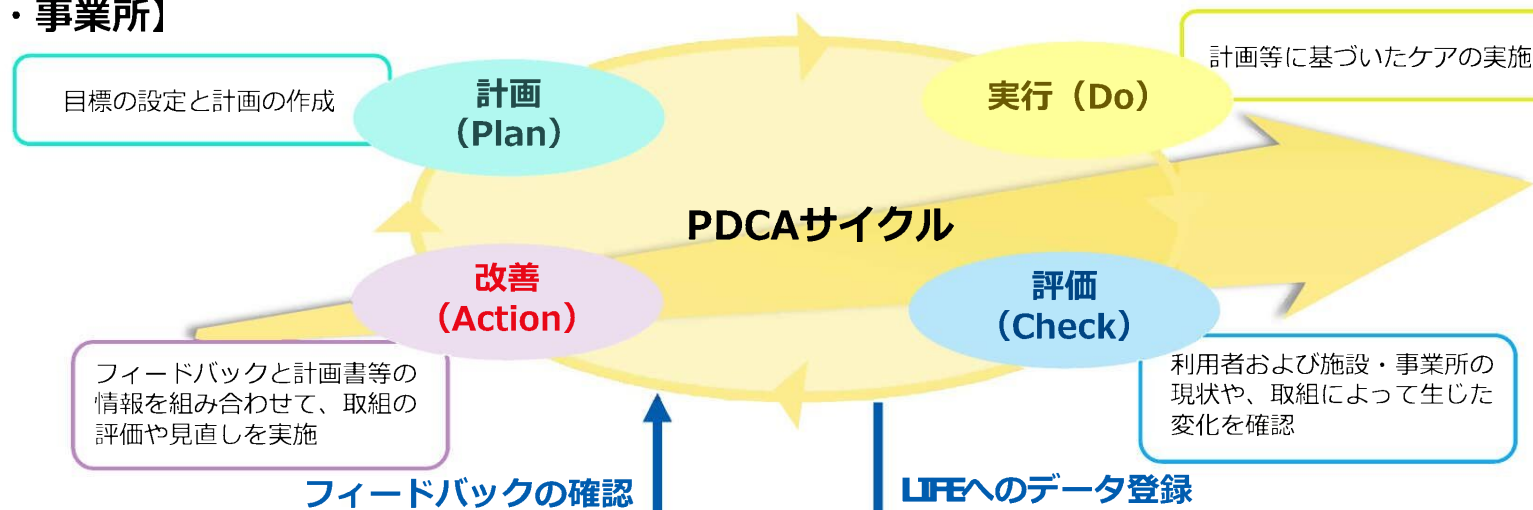 ・事業所】
計画等に基づいたケアの実施
目標の設定と計画の作成
計画
（Plan）
実行（Do）
PDCAサイクル
改善
（Action）
評価
（Check）
フィードバックと計画書等の
情報を組み合わせて、取組の
評価や見直しを実施
利用者および施設・事業所の
現状や、取組によって生じた
変化を確認
フィードバックの確認
LIFEへのデータ登録